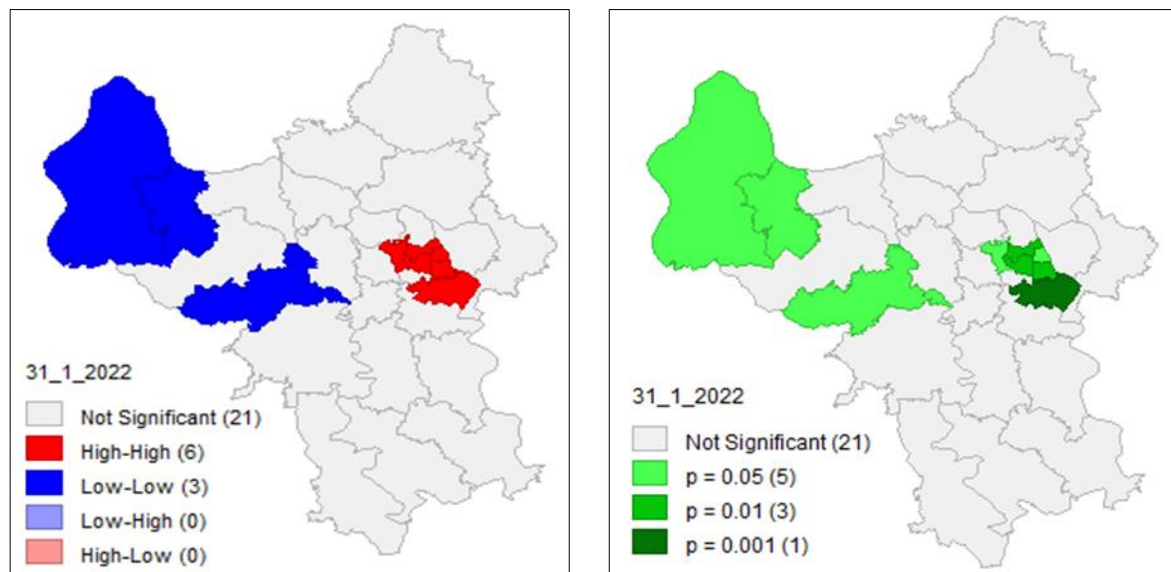 31_1_2022
Not Significant (21)
High-High (6)
Low-Low (3)
Low-High (0)
High-Low (0)
31_1_2022
Not Significant (21)
p = 0.05 (5)
p = 0.01 (3)
p = 0.001 (1)